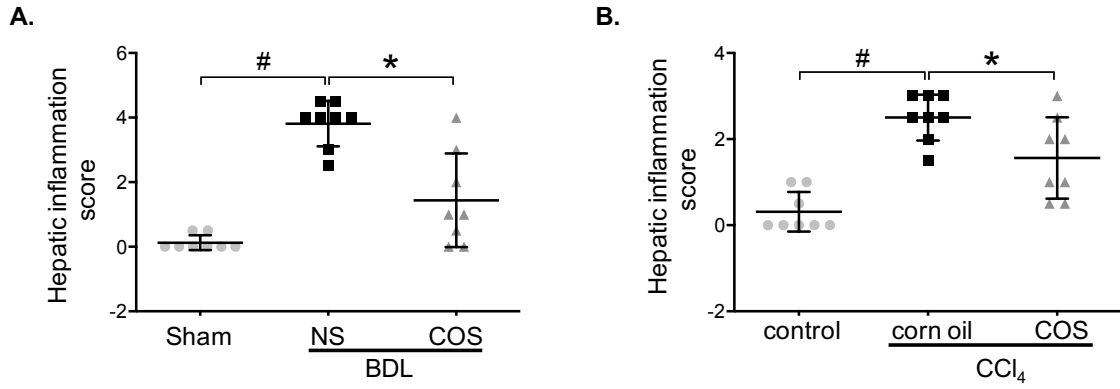 A.
Hepatic inflammation
score
6
4
2
0
-2
#
*
Sham
NS
COS
BDL
B.
Hepatic inflammation
score
4
2
0
-2
#
*
control
corn oil
COS
CCl₄